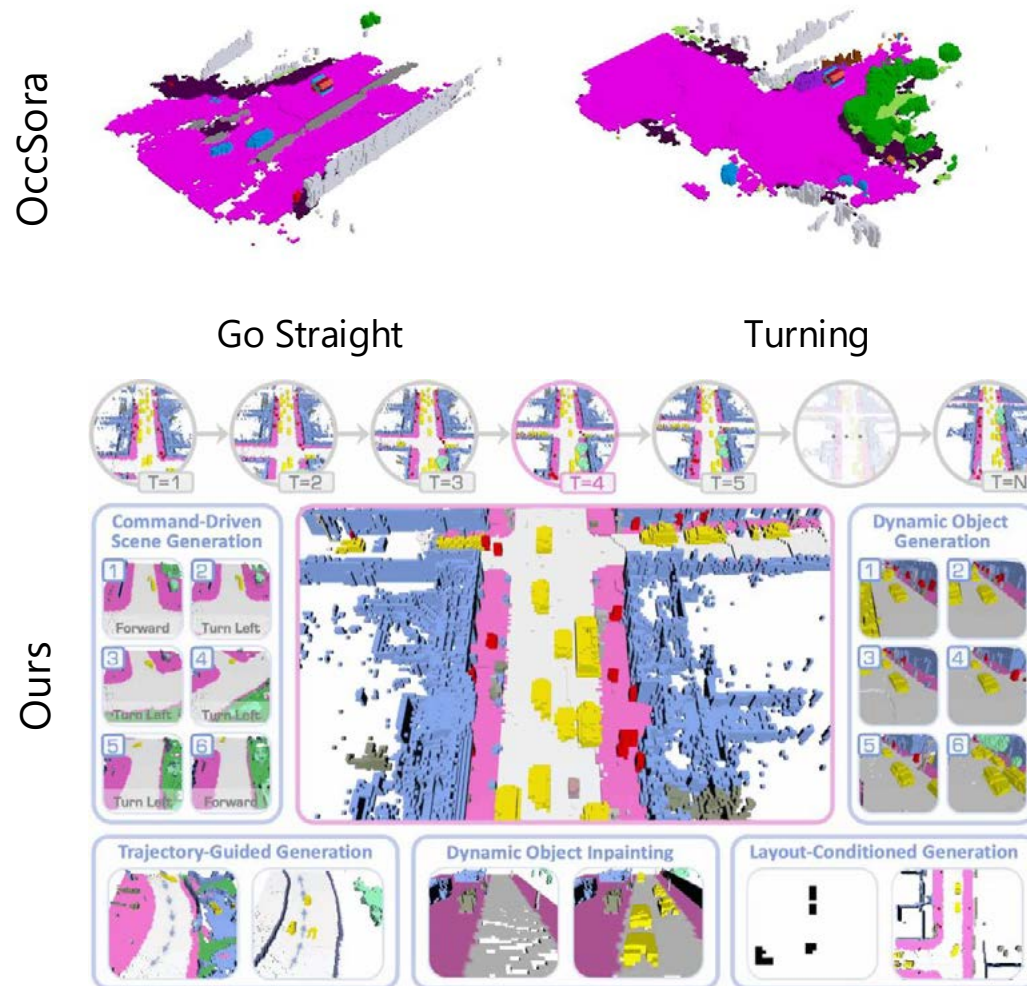 OccSora
Go Straight
Turning
Ours
T=1
T=2
T=3
T=4
T=5
T=N
Command-Driven
Scene Generation
1
2
Forward
Turn Left
3
4
Turn Left
Turn Left
5
6
Turn Left
Forward
Dynamic Object
Generation
1
2
3
4
5
6
Trajectory-Guided Generation
Dynamic Object Inpainting
Layout-Conditioned Generation